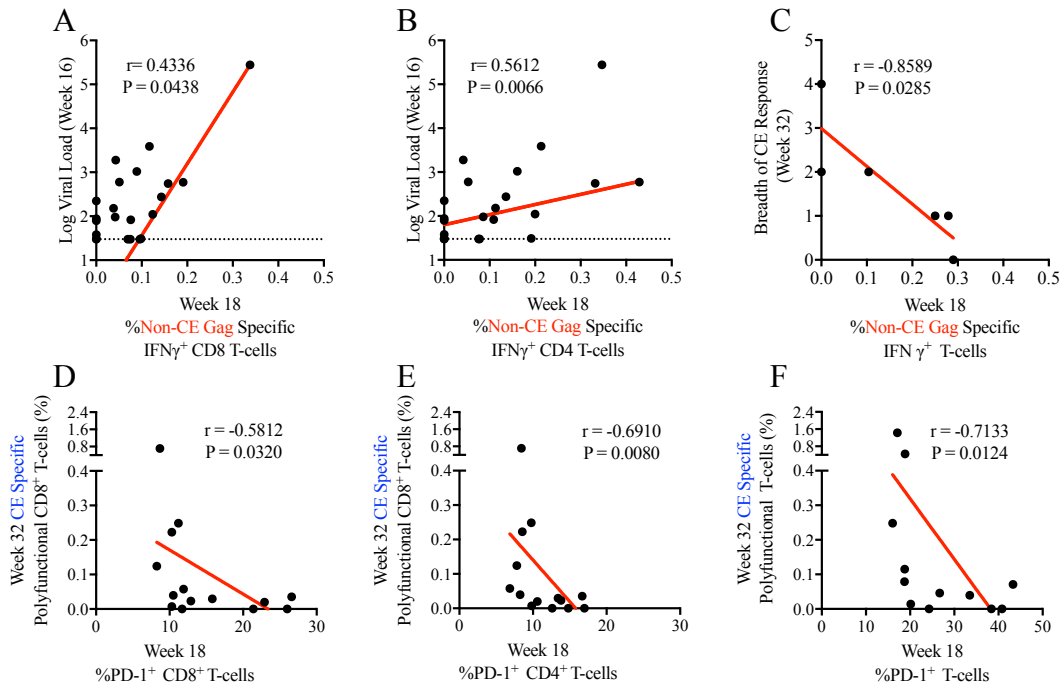 A
Log Viral Load (Week 16)
6
5
4
3
2
1
r= 0.4336
P = 0.0438
0.0 0.1 0.2 0.3 0.4 0.5
Week 18
%Non-CE Gag Specific
IFNγ+ CD8 T-cells
B
Log Viral Load (Week 16)
6
5
4
3
2
1
r= 0.5612
P = 0.0066
0.0 0.1 0.2 0.3 0.4 0.5
Week 18
%Non-CE Gag Specific
IFNγ+ CD4 T-cells
C
Breadth of CE Response
(Week 32)
5
4
3
2
1
0
r = -0.8589
P = 0.0285
0.0 0.1 0.2 0.3 0.4 0.5
Week 18
%Non-CE Gag Specific
IFN γ+ T-cells
D
Week 32 CE Specific
Polyfunctional CD8+ T-cells (%)
2.4
1.6
0.8
0.4
0.3
0.2
0.1
0.0
r = -0.5812
P = 0.0320
0 10 20 30
Week 18
%PD-1+ CD8+ T-cells
E
Week 32 CE Specific
Polyfunctional CD8+ T-cells (%)
2.4
1.6
0.8
0.4
0.3
0.2
0.1
0.0
r = -0.6910
P = 0.0080
0 10 20 30
Week 18
%PD-1+ CD4+ T-cells
F
Week 32 CE Specific
Polyfunctional T-cells (%)
2.4
1.6
0.8
0.4
0.3
0.2
0.1
0.0
r = -0.7133
P = 0.0124
0 10 20 30 40 50
Week 18
%PD-1+ T-cells